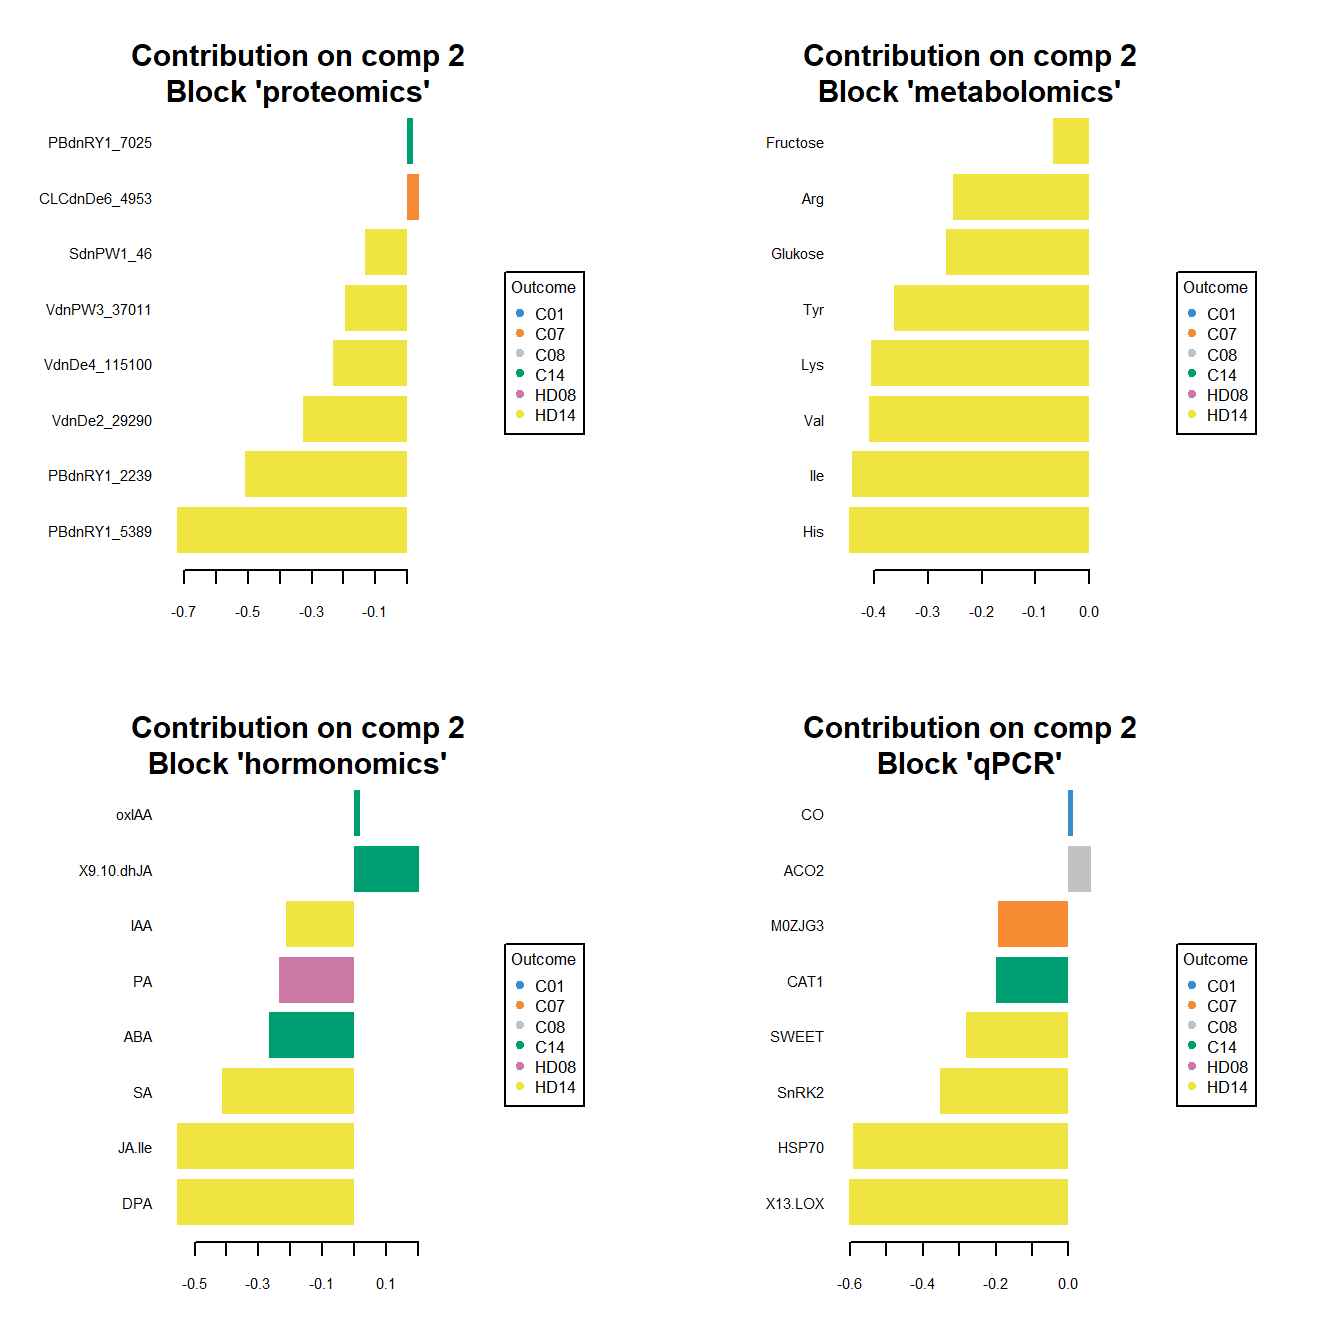 Contribution on comp 2
Block 'proteomics'
PBdnRY1_7025
CLCdnDe6_4953
SdnPW1_46
VdnPW3_37011
VdnDe4_115100
VdnDe2_29290
PBdnRY1_2239
PBdnRY1_5389
-0.7 -0.5 -0.3 -0.1
Outcome
C01
C07
C08
C14
HD08
HD14
Contribution on comp 2
Block 'metabolomics'
Fructose
Arg
Glukose
Tyr
Lys
Val
Ile
His
-0.4 -0.3 -0.2 -0.1 0.0
Outcome
C01
C07
C08
C14
HD08
HD14
Contribution on comp 2
Block 'hormonomics'
oxIAA
X9.10.dhJA
IAA
PA
ABA
SA
JA.Ile
DPA
-0.5 -0.3 -0.1 0.1
Outcome
C01
C07
C08
C14
HD08
HD14
Contribution on comp 2
Block 'qPCR'
CO
ACO2
M0ZJG3
CAT1
SWEET
SnRK2
HSP70
X13.LOX
-0.6 -0.4 -0.2 0.0
Outcome
C01
C07
C08
C14
HD08
HD14